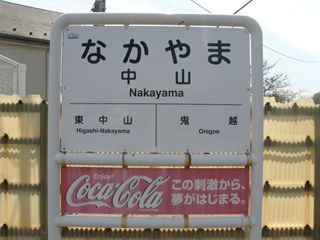 なかやま
中山
Nakayama
東中山 鬼越
Higashi-Nakayama Onigoe
Enjoy!
Coca-Cola
この刺激から、
夢がはじまる。